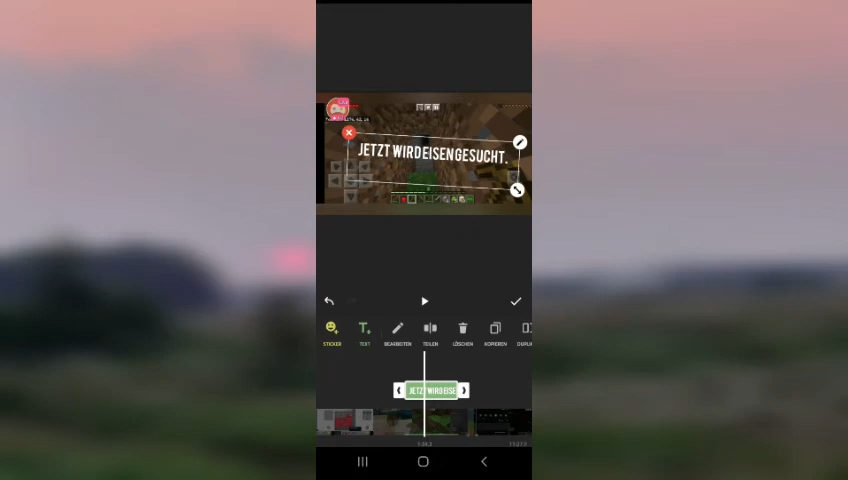 JETZT WIRD EISEN GESUCHT.
STICKER
TEXT
BEARBEITEN
TEILEN
LÖSCHEN
KOPIEREN
JETZT WIRD EISE